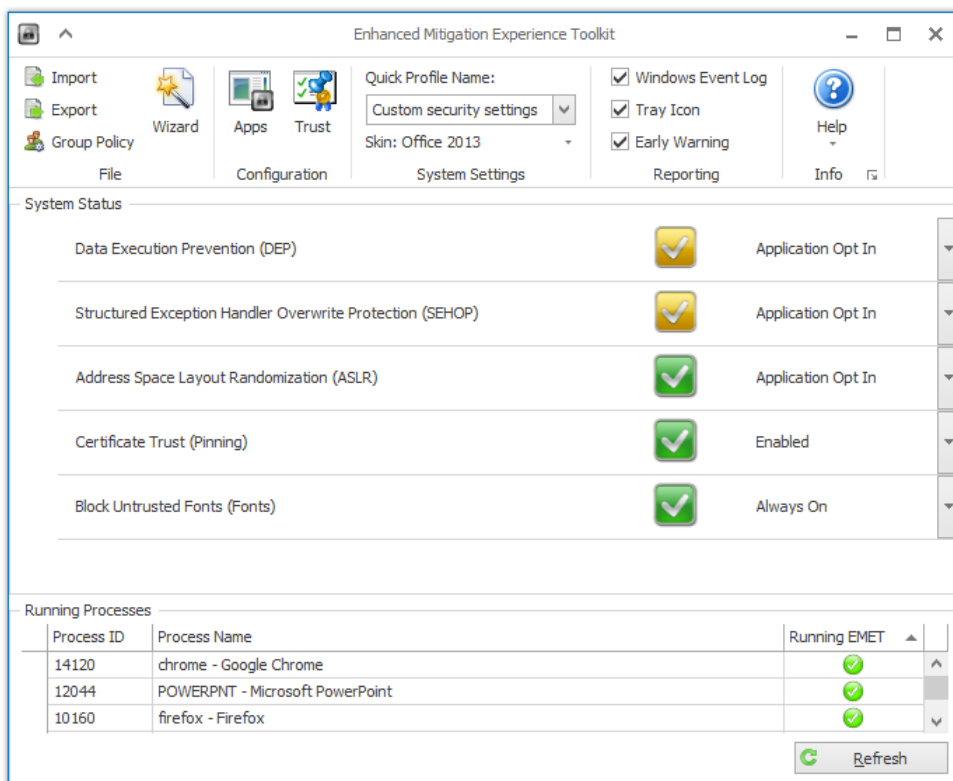 Enhanced Mitigation Experience Toolkit
Import
Export
Group Policy
Wizard
File
Apps
Trust
Configuration
Quick Profile Name:
Custom security settings
Skin: Office 2013
System Settings
Windows Event Log
Tray Icon
Early Warning
Reporting
Help
Info
System Status
Data Execution Prevention (DEP) Application Opt In
Structured Exception Handler Overwrite Protection (SEHOP) Application Opt In
Address Space Layout Randomization (ASLR) Application Opt In
Certificate Trust (Pinning) Enabled
Block Untrusted Fonts (Fonts) Always On
Running Processes
Process ID Process Name Running EMET
14120 chrome - Google Chrome
12044 POWERPNT - Microsoft PowerPoint
10160 firefox - Firefox
Refresh